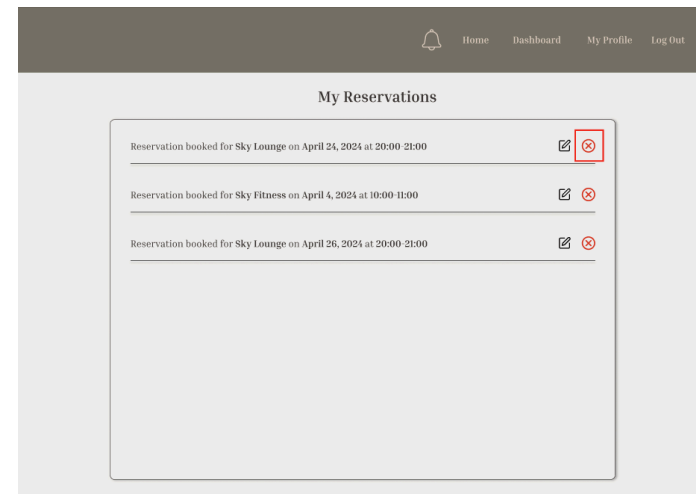 Home Dashboard My Profile Log Out
My Reservations
Reservation booked for Sky Lounge on April 24, 2024 at 20:00-21:00
Reservation booked for Sky Fitness on April 4, 2024 at 10:00-11:00
Reservation booked for Sky Lounge on April 26, 2024 at 20:00-21:00